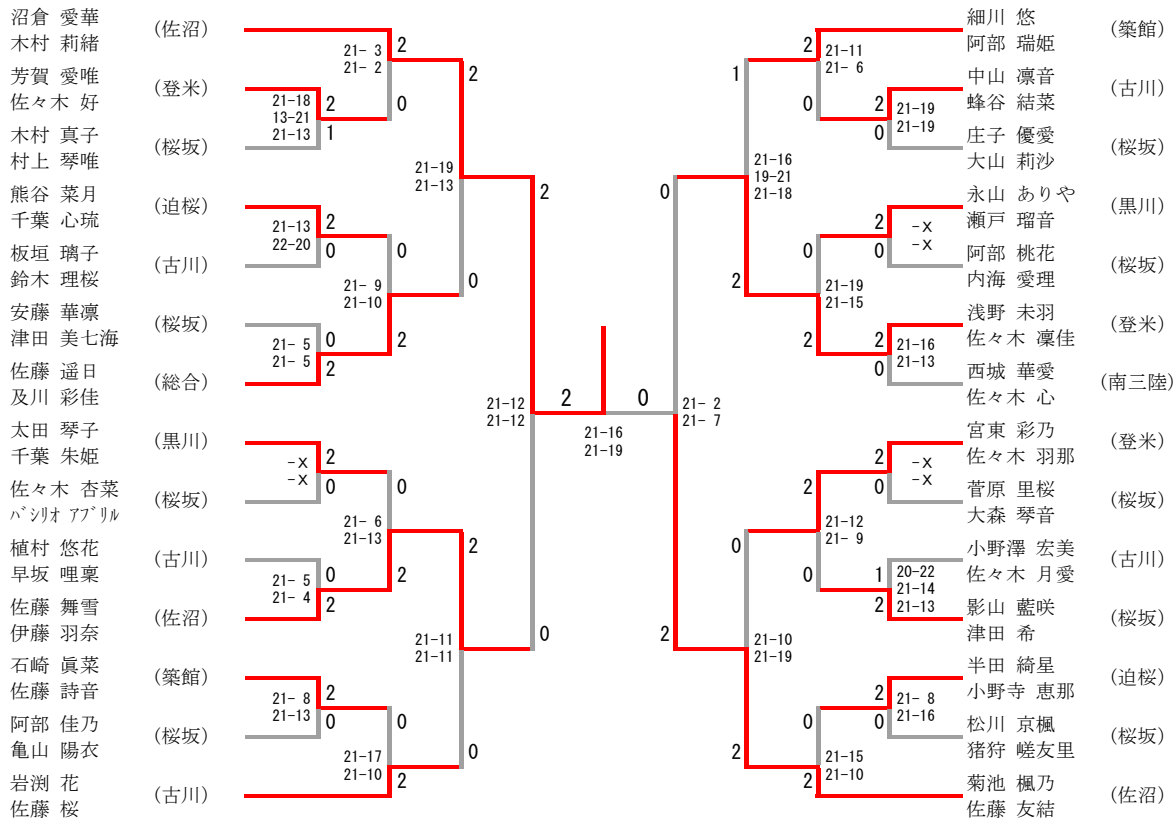 沼倉 愛華
木村 莉緒
(佐沼)
芳賀 愛唯
佐々木 好
(登米)
木村 真子
村上 琴唯
(桜坂)
熊谷 菜月
千葉 心琉
(迫桜)
板垣 璃子
鈴木 理桜
(古川)
安藤 華凛
津田 美七海
(桜坂)
佐藤 遥日
及川 彩佳
(総合)
太田 琴子
千葉 朱姫
(黒川)
佐々木 杏菜
バシリオ アブリル
(桜坂)
植村 悠花
早坂 哩稟
(古川)
佐藤 舞雪
伊藤 羽奈
(佐沼)
石崎 眞菜
佐藤 詩音
(築館)
阿部 佳乃
亀山 陽衣
(桜坂)
岩渕 花
佐藤 桜
(古川)
21-18
13-21
21-13
2
1
21-13
22-20
2
0
21- 5
21- 5
0
2
-X
-X
2
0
21- 5
21- 4
0
2
21- 8
21-13
2
0
21- 3
21- 2
2
0
21- 9
21-10
0
2
21- 6
21-13
0
2
21-17
21-10
0
2
21-19
21-13
2
0
21-11
21-11
2
0
21-12
21-12
2
0
2
0
21-16
21-19
21- 2
21- 7
0
2
21-16
19-21
21-18
1
2
21-10
21-19
0
2
21-11
21- 6
2
0
21-19
21-15
0
2
21-12
21- 9
2
0
21-15
21-10
0
2
21-19
21-19
2
0
-X
-X
2
0
21-16
21-13
2
0
-X
-X
2
0
20-22
21-14
21-13
1
2
21- 8
21-16
2
0
細川 悠
阿部 瑞姫
(築館)
中山 凛音
蜂谷 結菜
(古川)
庄子 優愛
大山 莉沙
(桜坂)
永山 ありや
瀬戸 瑠音
(黒川)
阿部 桃花
内海 愛理
(桜坂)
浅野 未羽
佐々木 凛佳
(登米)
西城 華愛
佐々木 心
(南三陸)
宮東 彩乃
佐々木 羽那
(登米)
菅原 里桜
大森 琴音
(桜坂)
小野澤 宏美
佐々木 月愛
(古川)
影山 藍咲
津田 希
(桜坂)
半田 綺星
小野寺 恵那
(迫桜)
松川 京楓
猪狩 嵯友里
(桜坂)
菊池 楓乃
佐藤 友結
(佐沼)